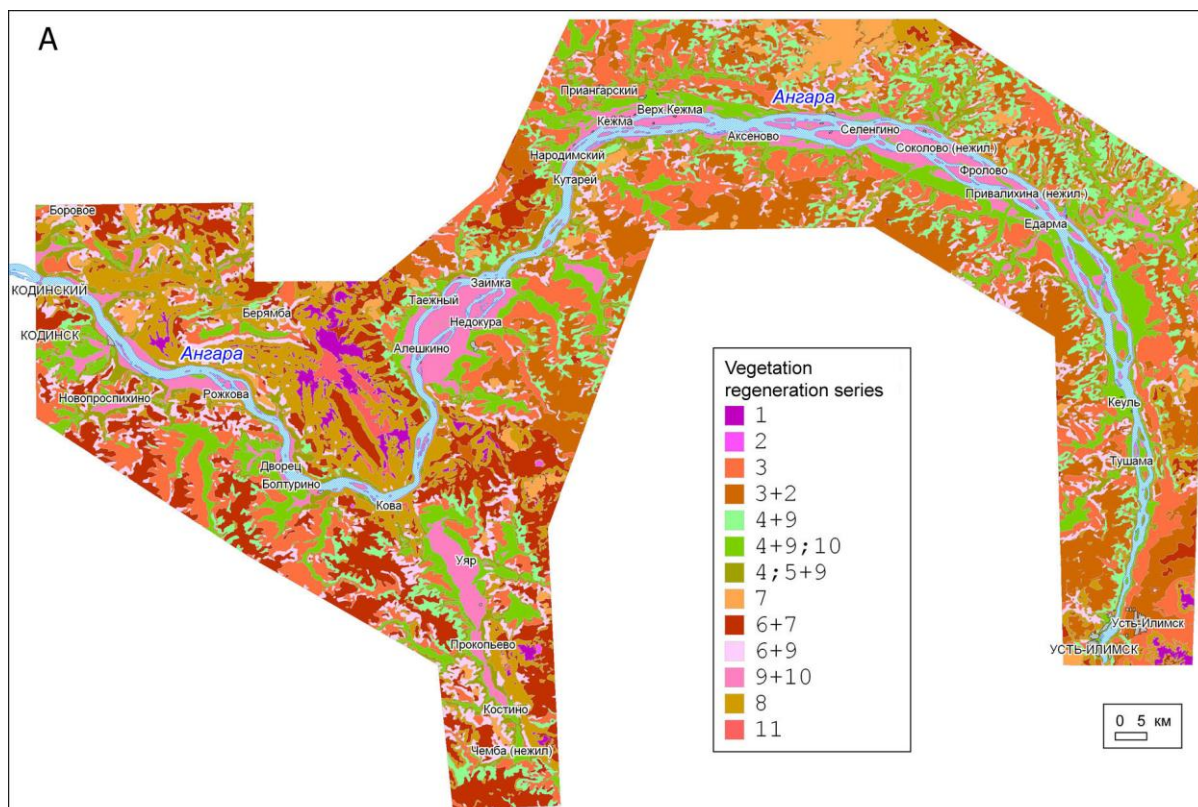 А
Приангарский
Ангара
Верх.Кежма
Кежма
Селенгино
Аксеново
Соколово (нежил.)
Народимский
Фролово
Кутарей
Привалихина (нежил.)
Едарма
Боровое
КОДИНСКИЙ
Заимка
Таежный
Берямба
Недокура
КОДИНСК
Ангара
Алешкино
Новопроспихино
Рожкова
Кеуль
Дворец
Болтурино
Тушама
Кова
Уяр
Усть-Илимск
Прокопьево
УСТЬ-ИЛИМСК
Костино
Чемба (нежил)
Vegetation
regeneration series
1
2
3
3+2
4+9
4+9;10
4;5+9
7
6+7
6+9
9+10
8
11
0 5 км